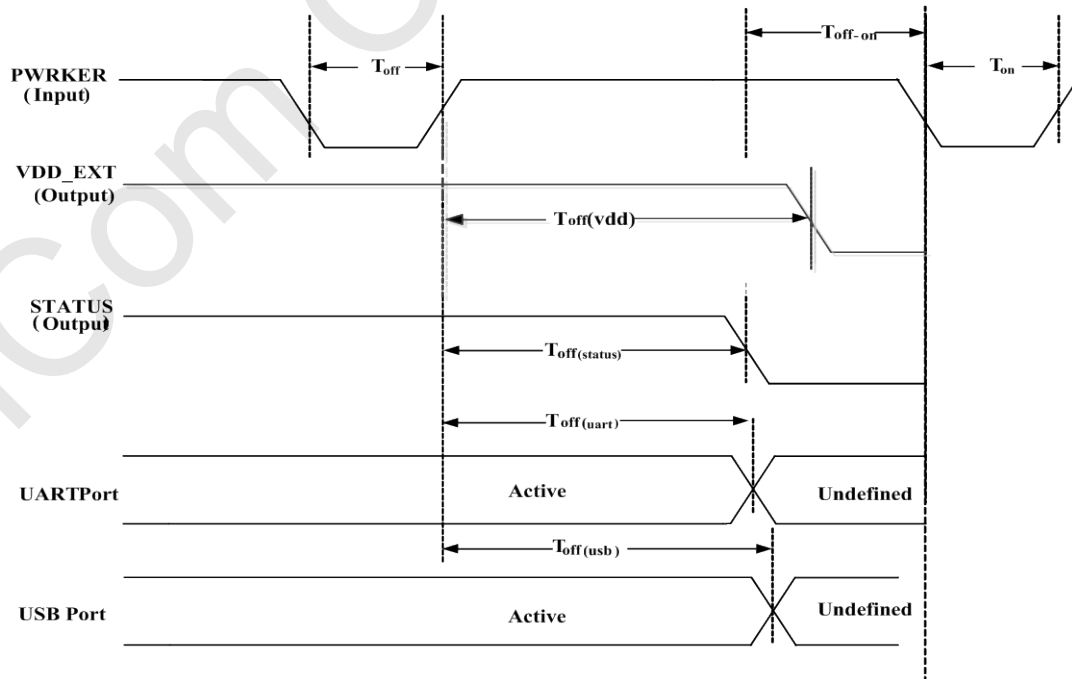 Toff-on
Toff
Ton
PWRKER
(Input)
VDD_EXT
(Output)
Toff(vdd)
STATUS
(Output)
Toff(status)
Toff(uart)
UARTPort
Active
Undefined
Toff(usb)
USB Port
Active
Undefined
Com